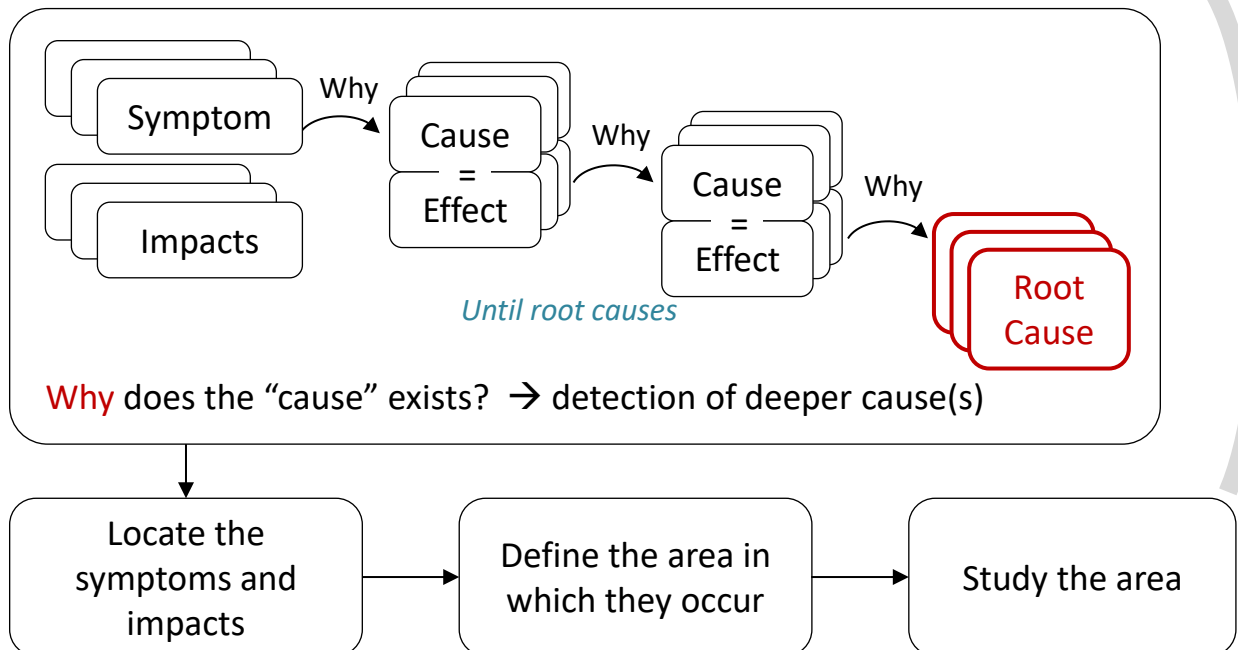 Symptom
Impacts
Why
Cause
=
Effect
Why
Cause
=
Effect
Why
Root
Cause
Until root causes
Why does the “cause” exists? → detection of deeper cause(s)
Locate the
symptoms and
impacts
Define the area in
which they occur
Study the area